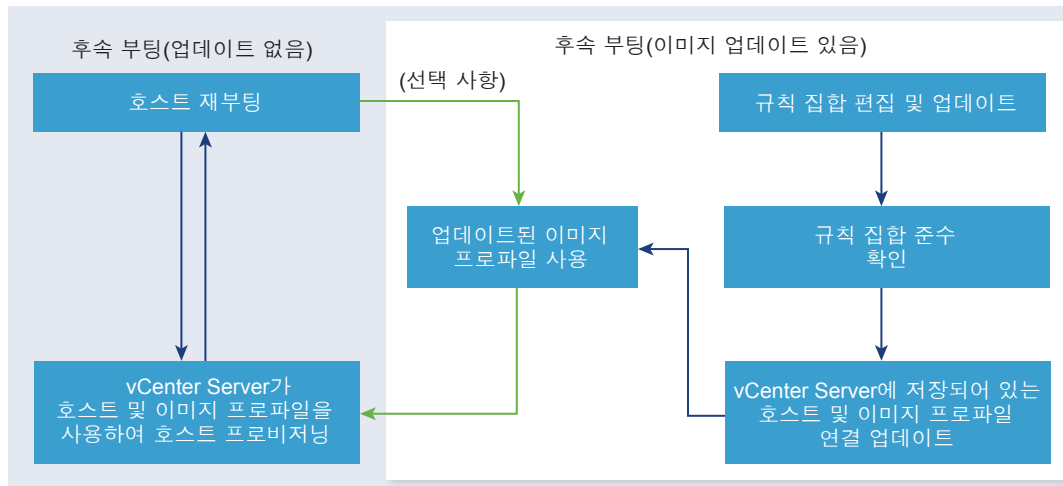 후속 부팅(업데이트 없음)
호스트 재부팅
vCenter Server가
호스트 및 이미지 프로파일을
사용하여 호스트 프로비저닝
후속 부팅(이미지 업데이트 있음)
(선택 사항)
업데이트된 이미지
프로파일 사용
규칙 집합 편집 및 업데이트
규칙 집합 준수
확인
vCenter Server에 저장되어 있는
호스트 및 이미지 프로파일
연결 업데이트